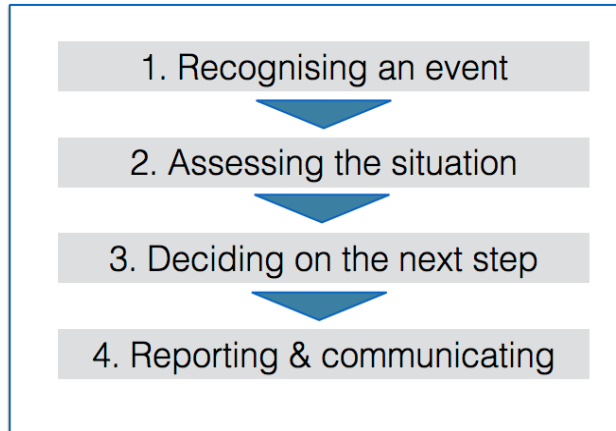 1. Recognising an event
2. Assessing the situation
3. Deciding on the next step
4. Reporting & communicating